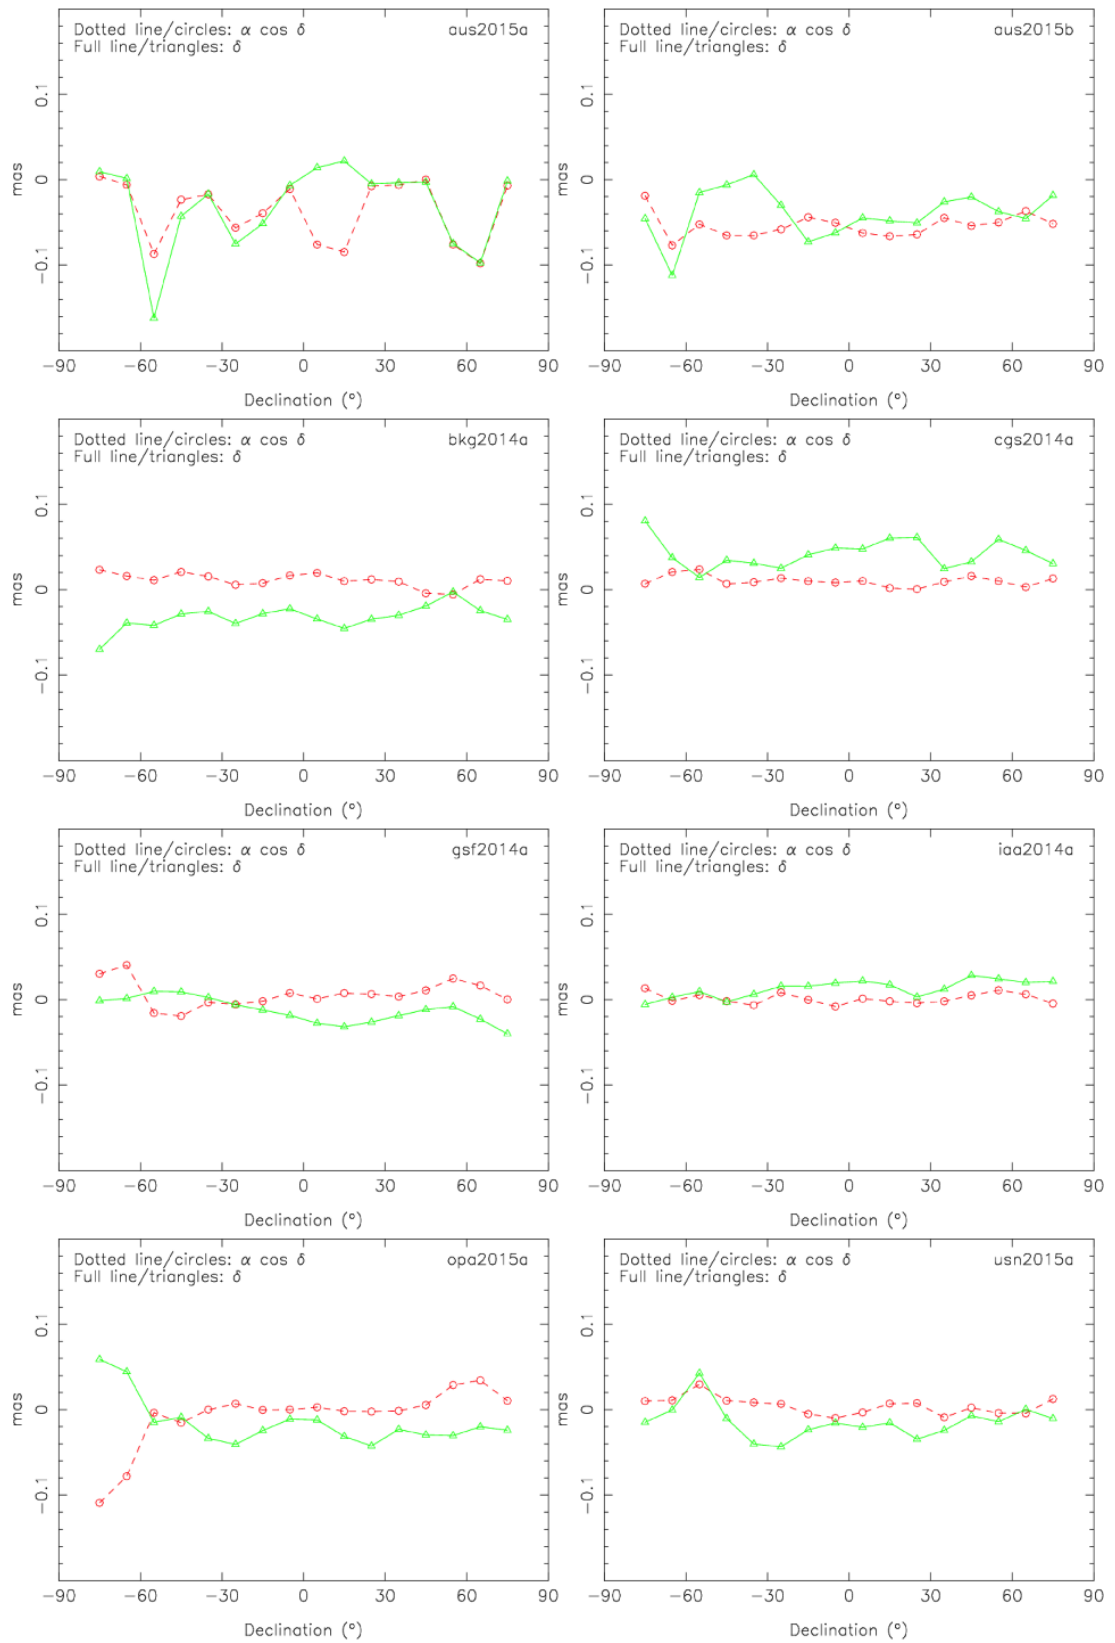 Dotted line/circles: α cos δ aus2015a
Full line/triangles: δ
0.1
0
−0.1
mas
−90 −60 −30 0 30 60 90
Declination (°)
Dotted line/circles: α cos δ aus2015b
Full line/triangles: δ
0.1
0
−0.1
mas
−90 −60 −30 0 30 60 90
Declination (°)
Dotted line/circles: α cos δ bkg2014a
Full line/triangles: δ
0.1
0
−0.1
mas
−90 −60 −30 0 30 60 90
Declination (°)
Dotted line/circles: α cos δ cgs2014a
Full line/triangles: δ
0.1
0
−0.1
mas
−90 −60 −30 0 30 60 90
Declination (°)
Dotted line/circles: α cos δ gsf2014a
Full line/triangles: δ
0.1
0
−0.1
mas
−90 −60 −30 0 30 60 90
Declination (°)
Dotted line/circles: α cos δ iaa2014a
Full line/triangles: δ
0.1
0
−0.1
mas
−90 −60 −30 0 30 60 90
Declination (°)
Dotted line/circles: α cos δ opa2015a
Full line/triangles: δ
0.1
0
−0.1
mas
−90 −60 −30 0 30 60 90
Declination (°)
Dotted line/circles: α cos δ usn2015a
Full line/triangles: δ
0.1
0
−0.1
mas
−90 −60 −30 0 30 60 90
Declination (°)